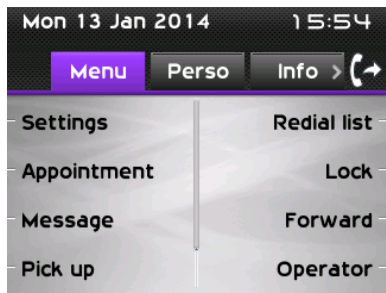 Mon 13 Jan 2014 15:54
Menu Perso Info >
Settings Redial list
Appointment Lock
Message Forward
Pick up Operator